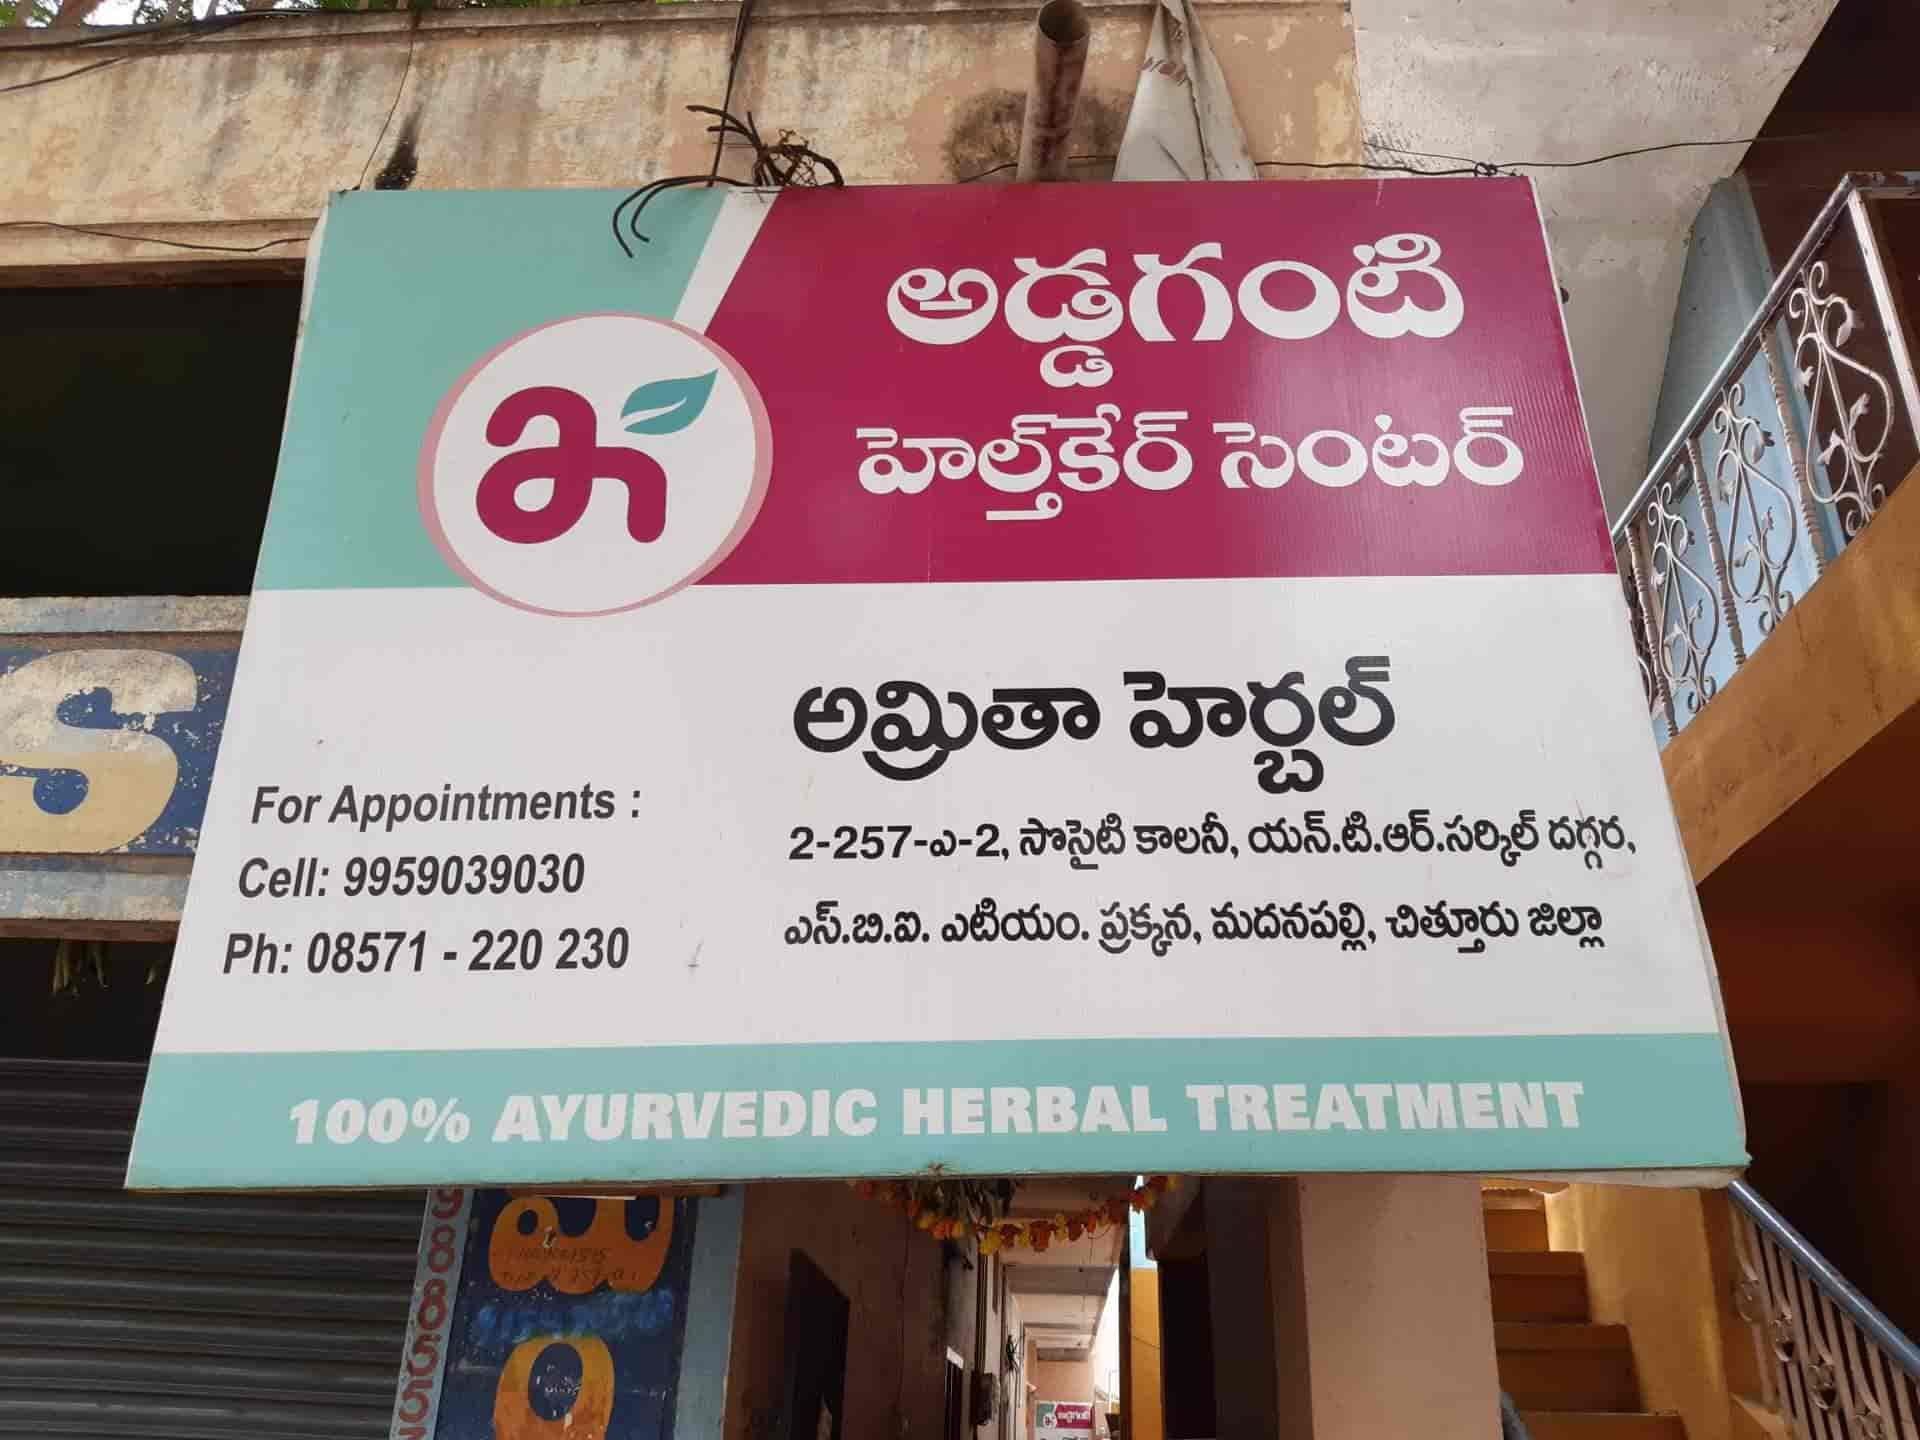 అడ్డగంటి
హెల్త్‌కేర్ సెంటర్
అమ్రితా హెర్బల్
2-257-ఎ-2, సొసైటి కాలనీ, యన్.టి.ఆర్.సర్కిల్ దగ్గర,
ఎస్.బి.ఐ. ఎటియం. ప్రక్కన, మదనపల్లి, చిత్తూరు జిల్లా
For Appointments :
Cell: 9959039030
Ph: 08571 - 220 230
100% AYURVEDIC HERBAL TREATMENT
S